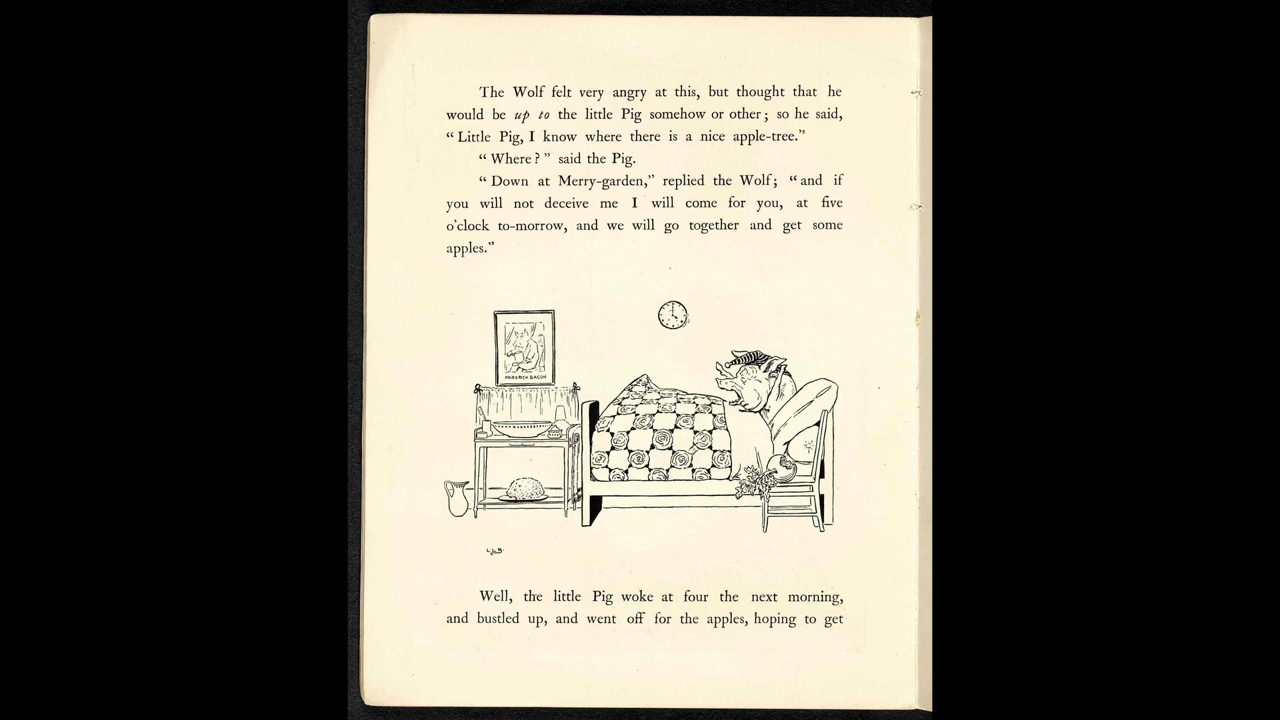 The Wolf felt very angry at this, but thought that he
would be up to the little Pig somehow or other; so he said,
“Little Pig, I know where there is a nice apple-tree.”
“Where?” said the Pig.
“Down at Merry-garden,” replied the Wolf; “and if
you will not deceive me I will come for you, at five
o’clock to-morrow, and we will go together and get some
apples.”
FRIEDRICH BACON
L.L.B.
Well, the little Pig woke at four the next morning,
and bustled up, and went off for the apples, hoping to get